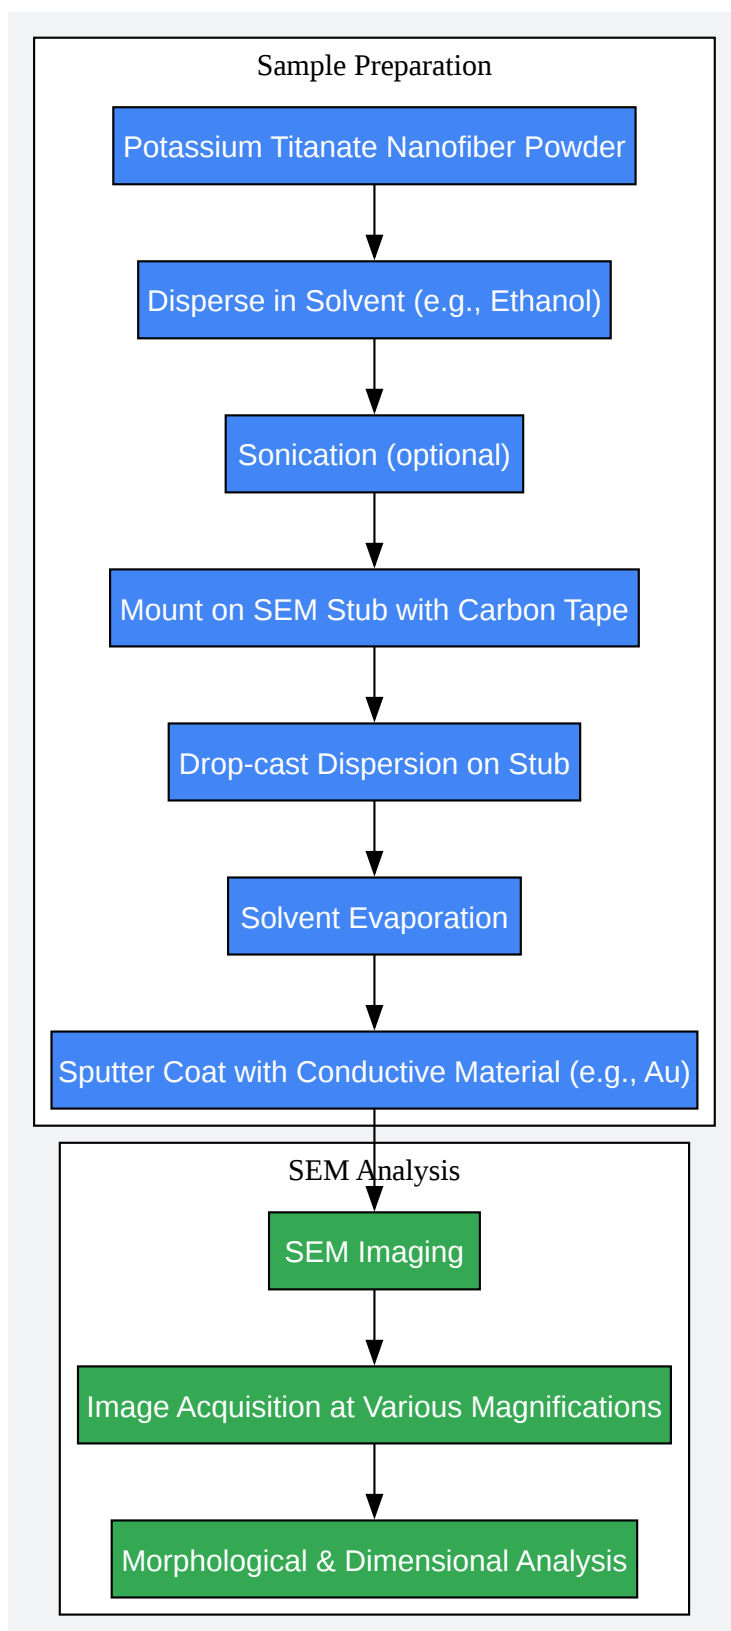 Sample Preparation
Potassium Titanate Nanofiber Powder
Disperse in Solvent (e.g., Ethanol)
Sonication (optional)
Mount on SEM Stub with Carbon Tape
Drop-cast Dispersion on Stub
Solvent Evaporation
Sputter Coat with Conductive Material (e.g., Au)
SEM Analysis
SEM Imaging
Image Acquisition at Various Magnifications
Morphological & Dimensional Analysis